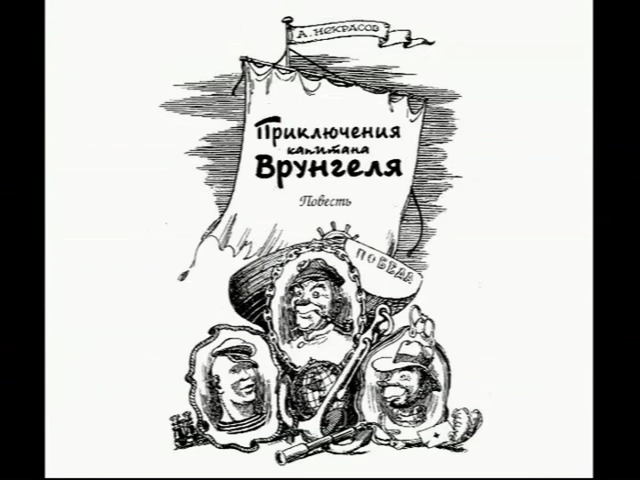 А. НЕКРАСОВ
Приключения
капитана
Врунгеля
Повесть
ПОБЕДА